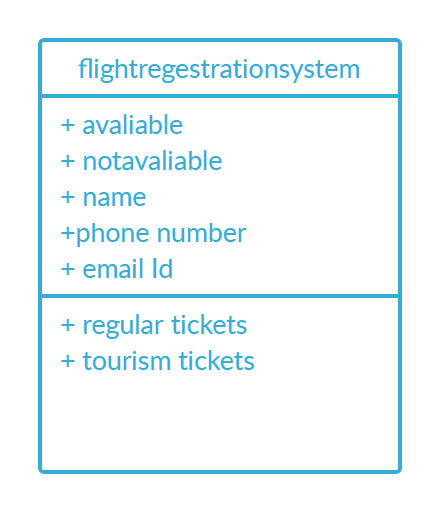 flightregestrationsystem
+ avaliable
+ notavaliable
+ name
+phone number
+ email Id
+ regular tickets
+ tourism tickets